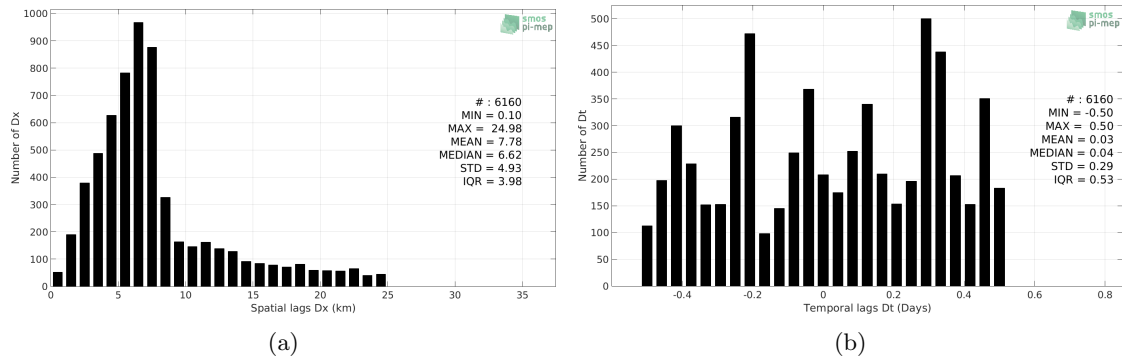 smos
pi-mep
1000
900
800
700
600
500
400
300
200
100
0
Number of Dx
# : 6160
MIN = 0.10
MAX = 24.98
MEAN = 7.78
MEDIAN = 6.62
STD = 4.93
IQR = 3.98
0 5 10 15 20 25 30 35
Spatial lags Dx (km)
(a)
smos
pi-mep
500
450
400
350
300
250
200
150
100
50
0
Number of Dt
# : 6160
MIN = -0.50
MAX = 0.50
MEAN = 0.03
MEDIAN = 0.04
STD = 0.29
IQR = 0.53
-0.4 -0.2 0 0.2 0.4 0.6 0.8
Temporal lags Dt (Days)
(b)